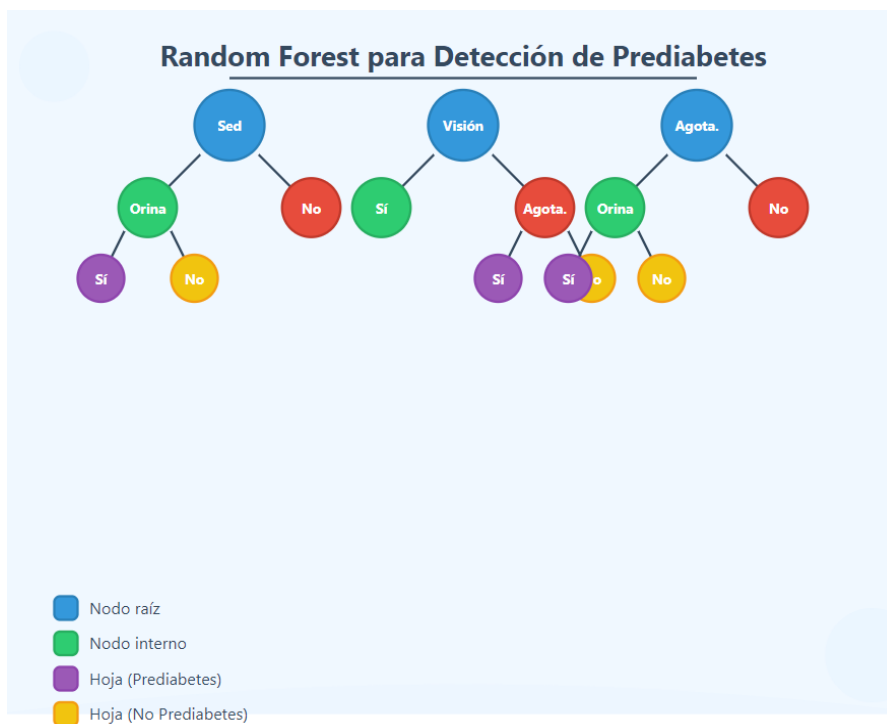 Random Forest para Detección de Prediabetes
Sed
Visión
Agota.
Orina
No
Sí
Agota.
Orina
No
Sí
No
Sí
Sí
No
Nodo raíz
Nodo interno
Hoja (Prediabetes)
Hoja (No Prediabetes)